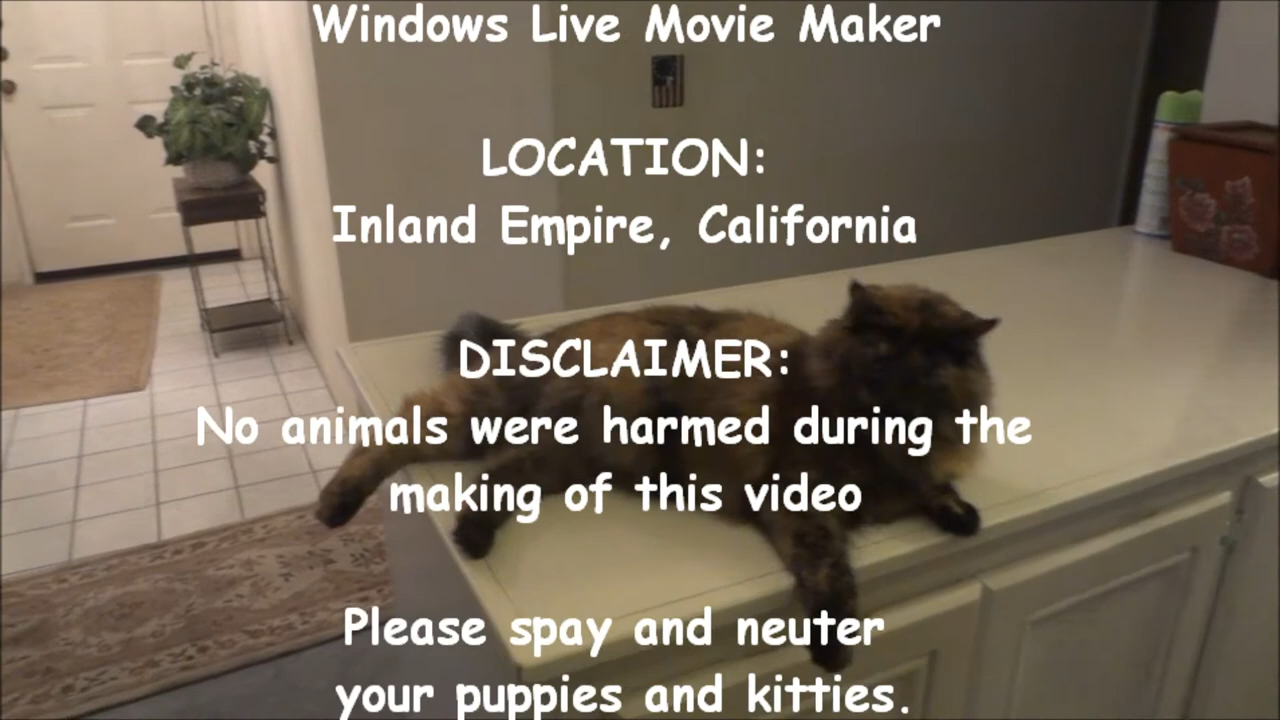 Windows Live Movie Maker
LOCATION:
Inland Empire, California
DISCLAIMER:
No animals were harmed during the
making of this video
Please spay and neuter
your puppies and kitties.